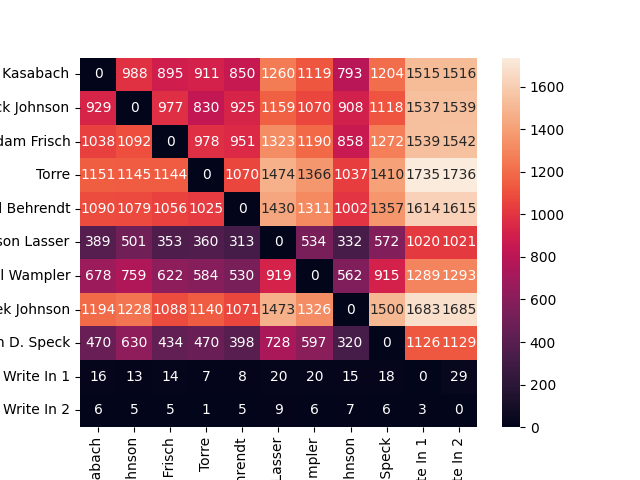 Kasabach 0 988 895 911 850 1260 1119 793 1204 1515 1516
ck Johnson 929 0 977 830 925 1159 1070 908 1118 1537 1539
dam Frisch 1038 1092 0 978 951 1323 1190 858 1272 1539 1542
Torre 1151 1145 1144 0 1070 1474 1366 1037 1410 1735 1736
l Behrendt 1090 1079 1056 1025 0 1430 1311 1002 1357 1614 1615
son Lasser 389 501 353 360 313 0 534 332 572 1020 1021
l Wampler 678 759 622 584 530 919 0 562 915 1289 1293
ek Johnson 1194 1228 1088 1140 1071 1473 1326 0 1500 1683 1685
n D. Speck 470 630 434 470 398 728 597 320 0 1126 1129
Write In 1 16 13 14 7 8 20 20 15 18 0 29
Write In 2 6 5 5 1 5 9 6 7 6 3 0
abach hnson Frisch Torre hrendt Lasser mpler hnson Speck te In 1 te In 2
1600
1400
1200
1000
800
600
400
200
0